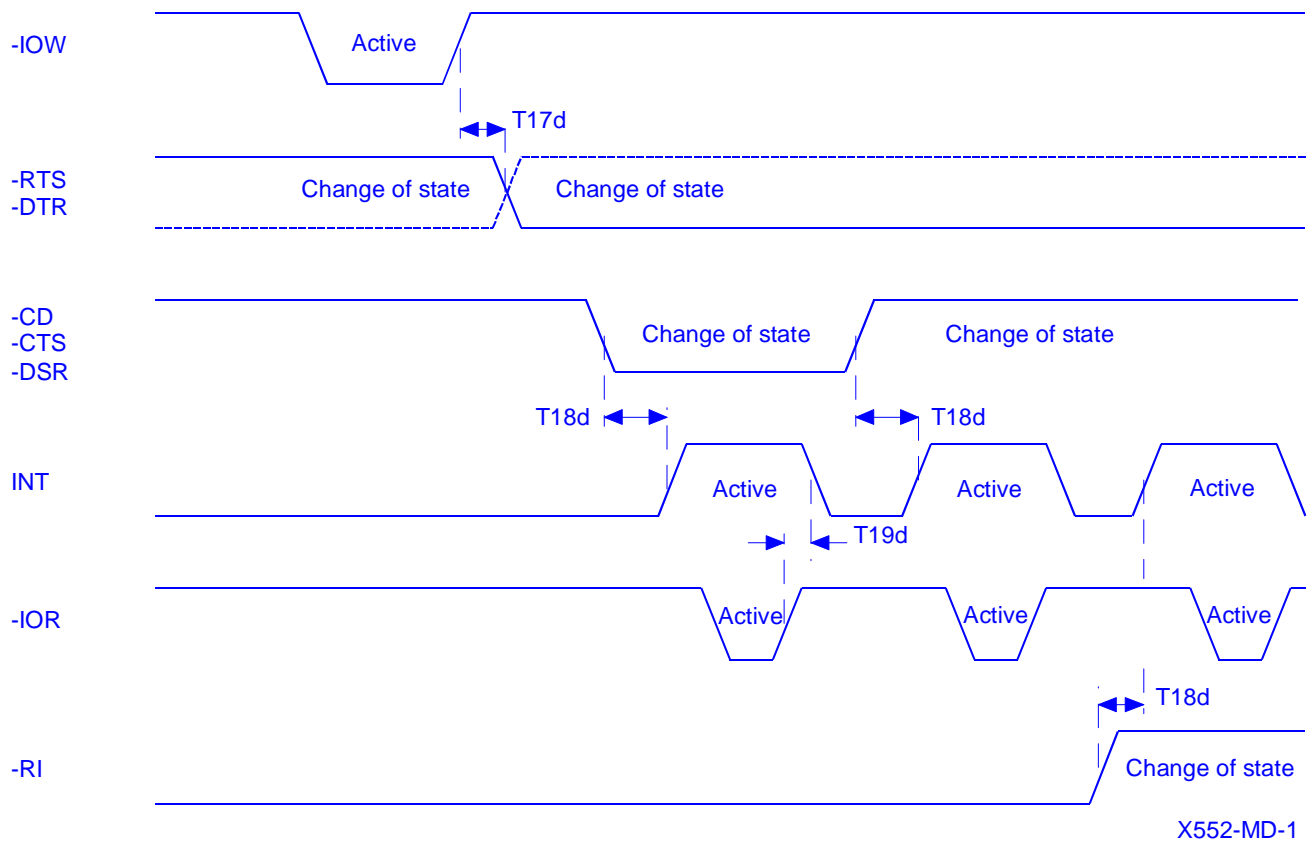 -IOW
Active
T17d
-RTS
-DTR
Change of state
Change of state
-CD
-CTS
-DSR
Change of state
Change of state
T18d
T18d
INT
Active
Active
Active
T19d
-IOR
Active
Active
Active
T18d
-RI
Change of state
X552-MD-1